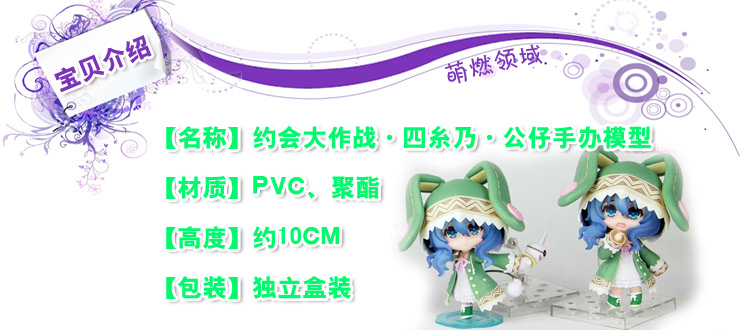 宝贝介绍
萌燃领域
【名称】约会大作战·四糸乃·公仔手办模型
【材质】PVC、聚酯
【高度】约10CM
【包装】独立盒装